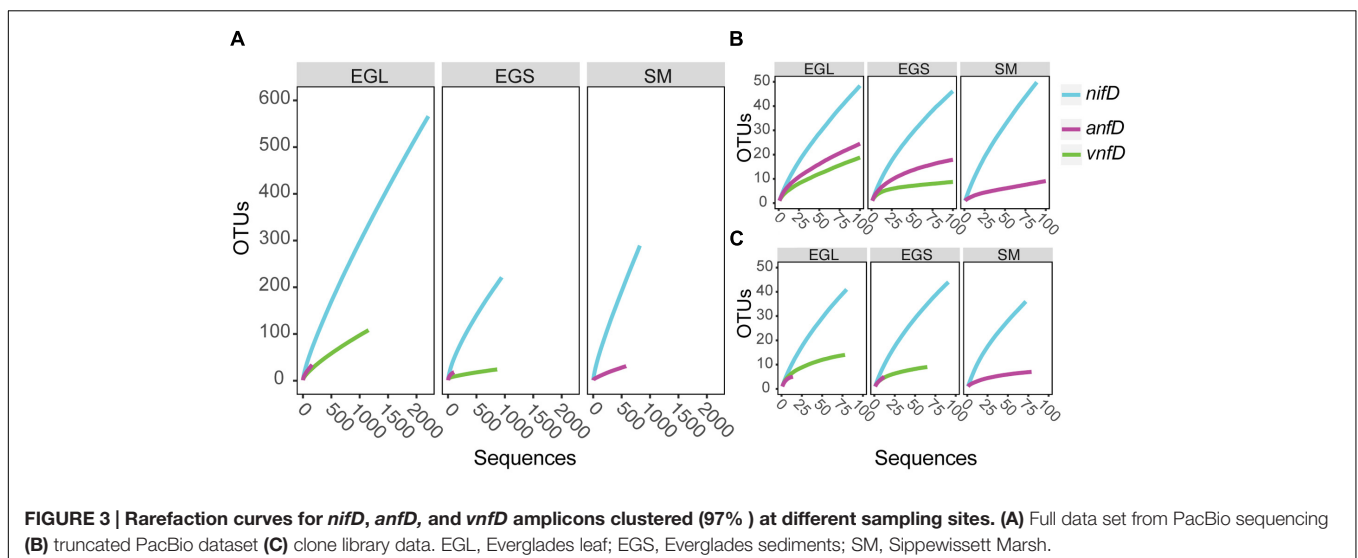 A
EGL EGS SM
OTUs
600
500
400
300
200
100
0
0 500 1000 1500 2000 0 500 1000 1500 2000 0 500 1000 1500 2000
Sequences
B
EGL EGS SM
OTUs
50
40
30
20
10
0
0 25 50 75 100 0 25 50 75 100 0 25 50 75 100
nifD
anfD
vnfD
C
EGL EGS SM
OTUs
50
40
30
20
10
0
0 25 50 75 100 0 25 50 75 100 0 25 50 75 100
Sequences
FIGURE 3 | Rarefaction curves for nifD, anfD, and vnfD amplicons clustered (97% ) at different sampling sites. (A) Full data set from PacBio sequencing
(B) truncated PacBio dataset (C) clone library data. EGL, Everglades leaf; EGS, Everglades sediments; SM, Sippewissett Marsh.